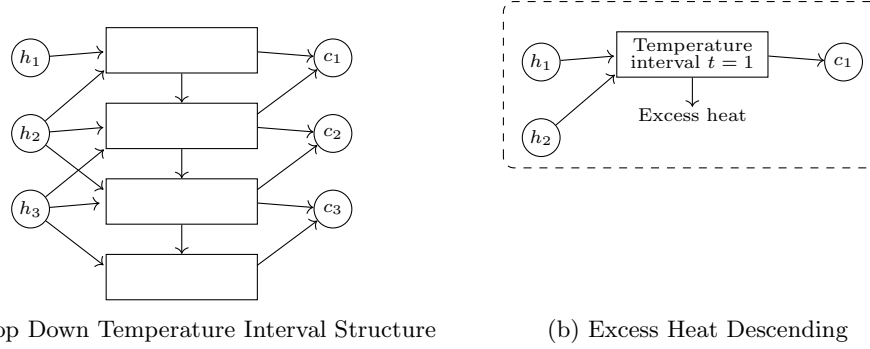 h1
c1
h2
c2
h3
c3
op Down Temperature Interval Structure
h1
Temperature
interval t = 1
c1
Excess heat
h2
(b) Excess Heat Descending